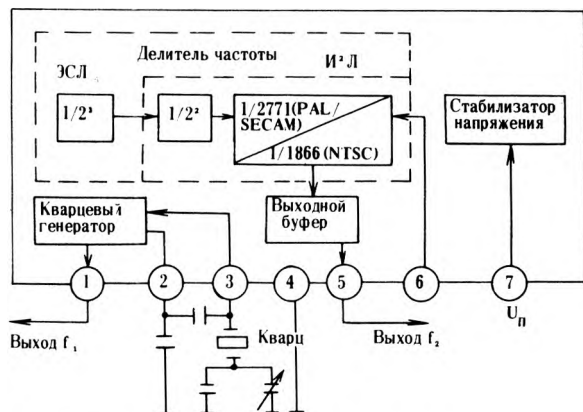 Делитель частоты
ЭСЛ
И²Л
1/2³
1/2²
1/2771(PAL/
SECAM)
1/1866(NTSC)
Стабилизатор
напряжения
Кварцевый
генератор
Выходной
буфер
1
2
3
4
5
6
7
Uп
Выход f₁
Кварц
Выход f₂